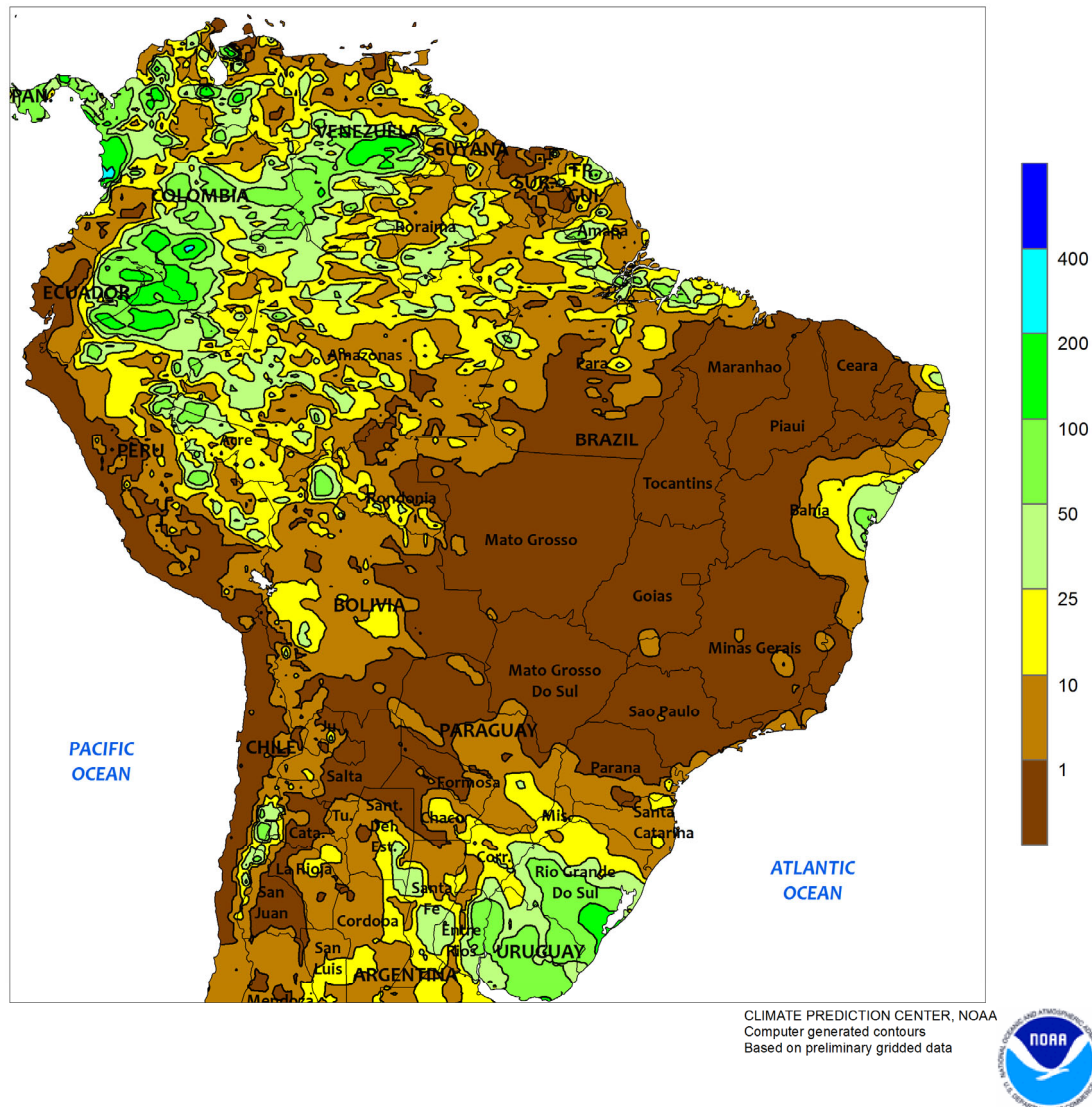 PAN.
VENEZUELA
GUYANA
COLOMBIA
SUR.
FR.
GUI.
Roraima
Amapa
ECUADOR
Amazonas
Para
Maranhao
Ceara
PERU
Acre
BRAZIL
Piaui
Rondonia
Tocantins
Bahia
Mato Grosso
BOLIVIA
Goias
Minas Gerais
Mato Grosso
Do Sul
Sao Paulo
PACIFIC
OCEAN
CHILE
Ju.
PARAGUAY
Salta
Formosa
Parana
Tu.
Sant.
Del
Est.
Chaco
Mis.
Santa
Catarina
Cata.
La Rioja
Corr.
Rio Grande
Do Sul
ATLANTIC
OCEAN
San
Juan
Santa
Fe
Cordoba
Entre
Rios
URUGUAY
San
Luis
ARGENTINA
Mendoza
400
200
100
50
25
10
1
CLIMATE PREDICTION CENTER, NOAA
Computer generated contours
Based on preliminary gridded data
NOAA